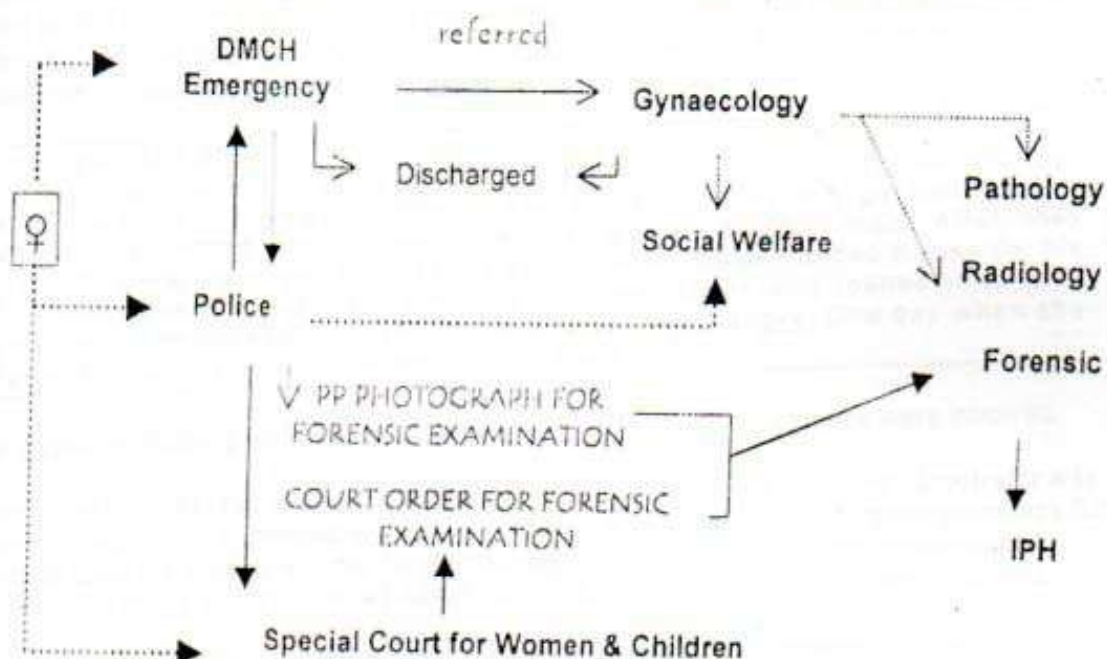 referred
DMCH
Emergency
Gynaecology
Discharged
Pathology
Social Welfare
Radiology
Police
Forensic
PP PHOTOGRAPH FOR
FORENSIC EXAMINATION
COURT ORDER FOR FORENSIC
EXAMINATION
IPH
Special Court for Women & Children